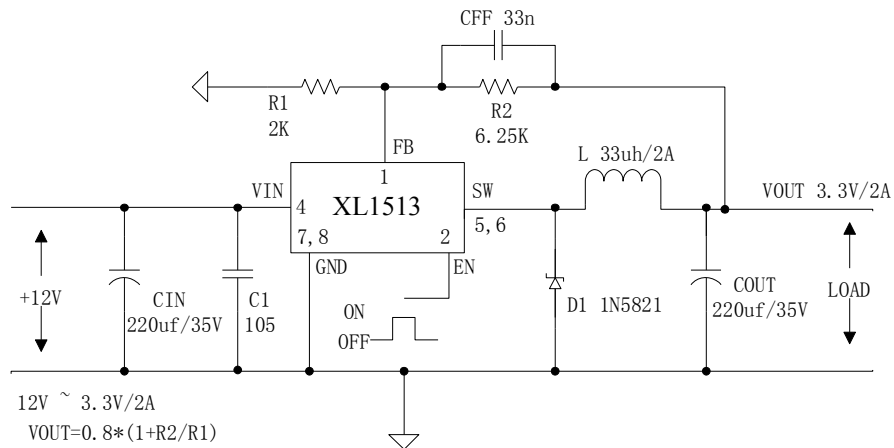 CFF 33n
R1
2K
R2
6.25K
FB
L 33uh/2A
VIN
1
SW
VOUT 3.3V/2A
4
XL1513
5,6
7,8
2
GND
EN
+12V
CIN
220uf/35V
C1
105
ON
OFF
D1 1N5821
COUT
220uf/35V
LOAD
12V ~ 3.3V/2A
VOUT=0.8*(1+R2/R1)